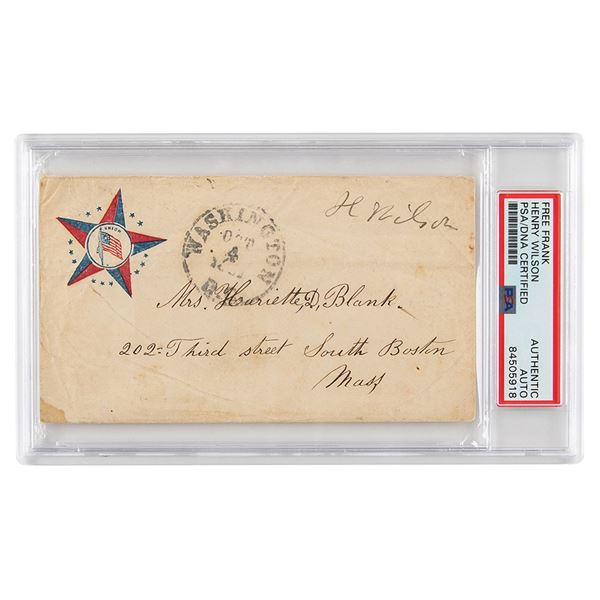 H Wilson
UNION
WASHINGTON
OCT
4
D.C.
Mrs. Harriette, D, Blank.
202= Third street South Boston
Mass
FREE FRANK
HENRY WILSON
PSA/DNA CERTIFIED
PSA
AUTHENTIC
AUTO
84505918